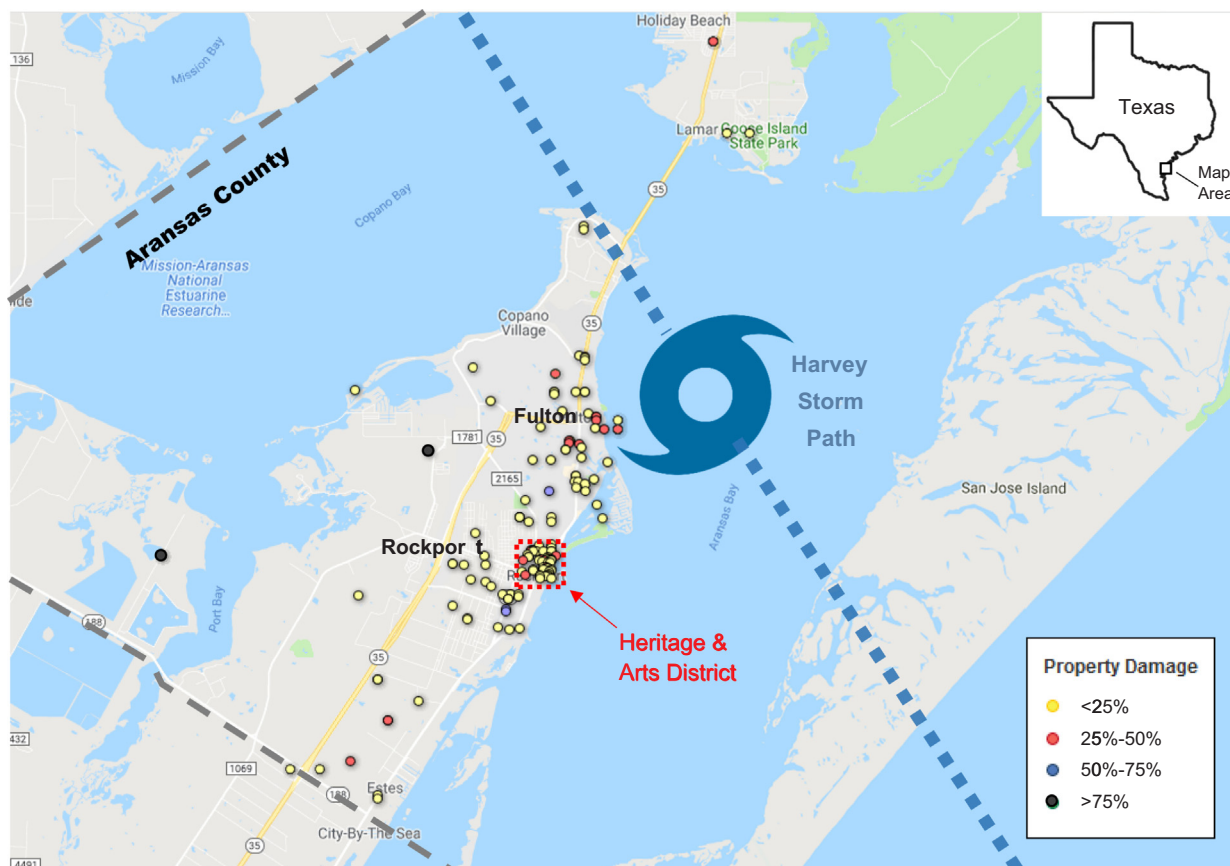 Holiday Beach
136
Mission Bay
Texas
Map
Area
Lamar
Goose Island
State Park
35
Aransas County
Copano Bay
Mission-Aransas
National
Estuarine
Research...
Copano
Village
35
Harvey
Storm
Path
Fulton
1781
35
2165
San Jose Island
Aransas Bay
Rockpor t
Port Bay
188
Heritage &
Arts District
35
Property Damage
<25%
25%-50%
50%-75%
>75%
432
1069
188
Estes
City-By-The Sea
35
4491